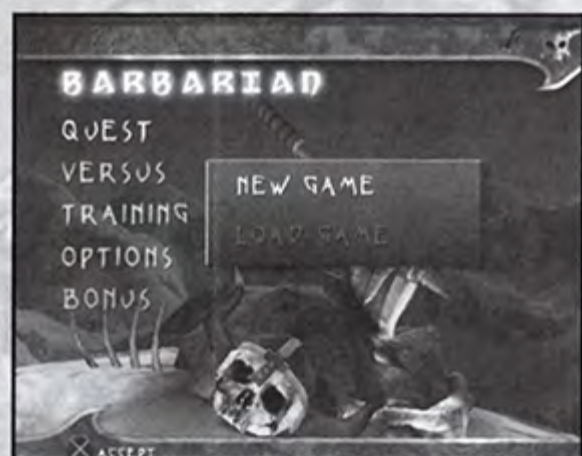 BARBARIAN
QUEST
VERSUS
TRAINING
OPTIONS
BONUS
NEW GAME
LOAD GAME
ACCEPT